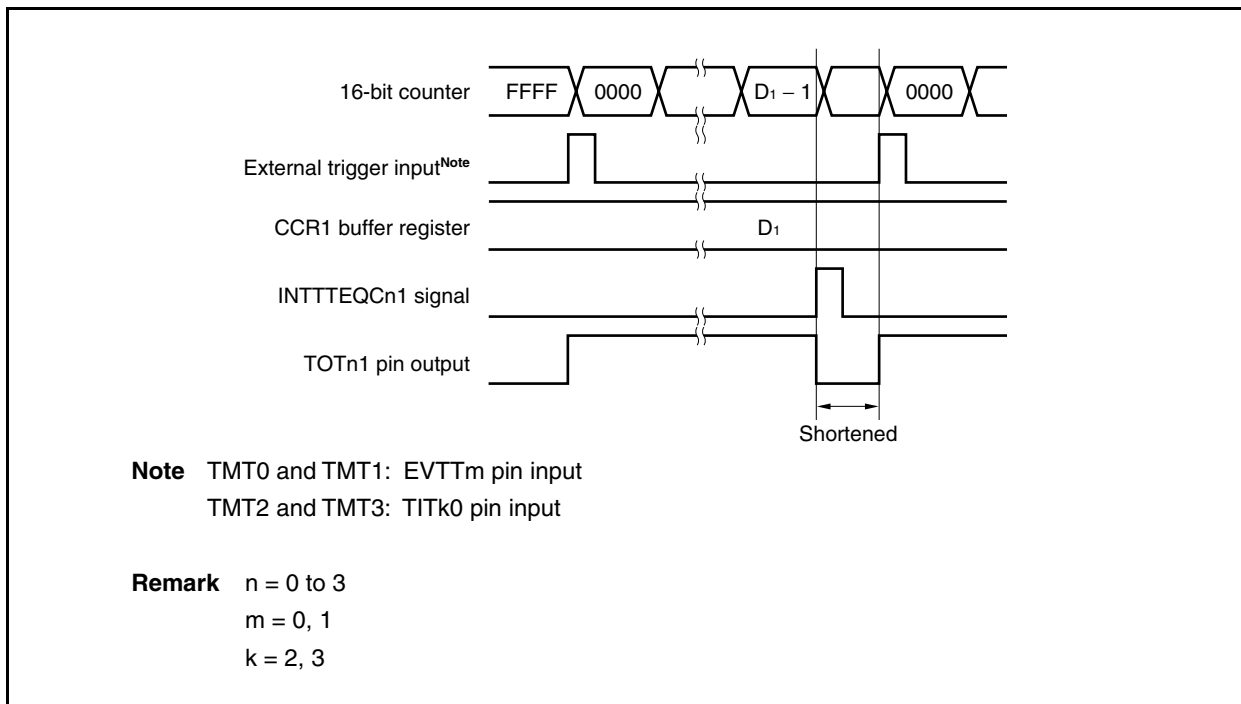 16-bit counter FFFF 0000 D1 − 1 0000
External trigger inputNote
CCR1 buffer register D1
INTTTEQCn1 signal
TOTn1 pin output
Shortened
Note TMT0 and TMT1: EVTTm pin input
TMT2 and TMT3: TITk0 pin input
Remark n = 0 to 3
m = 0, 1
k = 2, 3